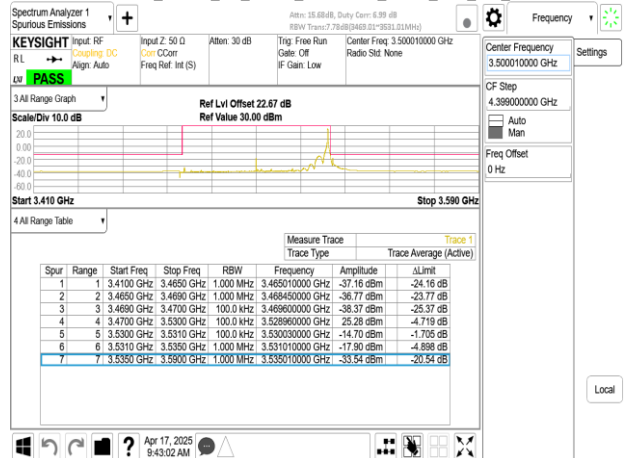 Spectrum Analyzer 1
Spurious Emissions
Attn: 15.68dB, Duty Corr: 6.99 dB
RBW Tranc:7.78dB(3469.01~3531.01MHz)
Frequency
KEYSIGHT Input: RF Input Z: 50 Ω Atten: 30 dB Trig: Free Run Center Freq: 3.500010000 GHz
RL Coupling: DC Corr CCorr Gate: Off Radio Std: None
Align: Auto Freq Ref: Int (S) IF Gain: Low
LXI PASS
Center Frequency
3.500010000 GHz
Settings
CF Step
4.399000000 GHz
Auto
Man
Freq Offset
0 Hz
3 All Range Graph
Ref Lvl Offset 22.67 dB
Scale/Div 10.0 dB Ref Value 30.00 dBm
20.0
0.00
-20.0
-40.0
-60.0
Start 3.410 GHz Stop 3.590 GHz
4 All Range Table
Measure Trace Trace 1
Trace Type Trace Average (Active)
Spur Range Start Freq Stop Freq RBW Frequency Amplitude ΔLimit
1 1 3.4100 GHz 3.4650 GHz 1.000 MHz 3.465010000 GHz -37.16 dBm -24.16 dB
2 2 3.4650 GHz 3.4690 GHz 1.000 MHz 3.468450000 GHz -36.77 dBm -23.77 dB
3 3 3.4690 GHz 3.4700 GHz 100.0 kHz 3.469600000 GHz -38.37 dBm -25.37 dB
4 4 3.4700 GHz 3.5300 GHz 100.0 kHz 3.528960000 GHz 25.28 dBm -4.719 dB
5 5 3.5300 GHz 3.5310 GHz 100.0 kHz 3.530030000 GHz -14.70 dBm -1.705 dB
6 6 3.5310 GHz 3.5350 GHz 1.000 MHz 3.531010000 GHz -17.90 dBm -4.898 dB
7 7 3.5350 GHz 3.5900 GHz 1.000 MHz 3.535010000 GHz -33.54 dBm -20.54 dB
Local
Apr 17, 2025
9:43:02 AM